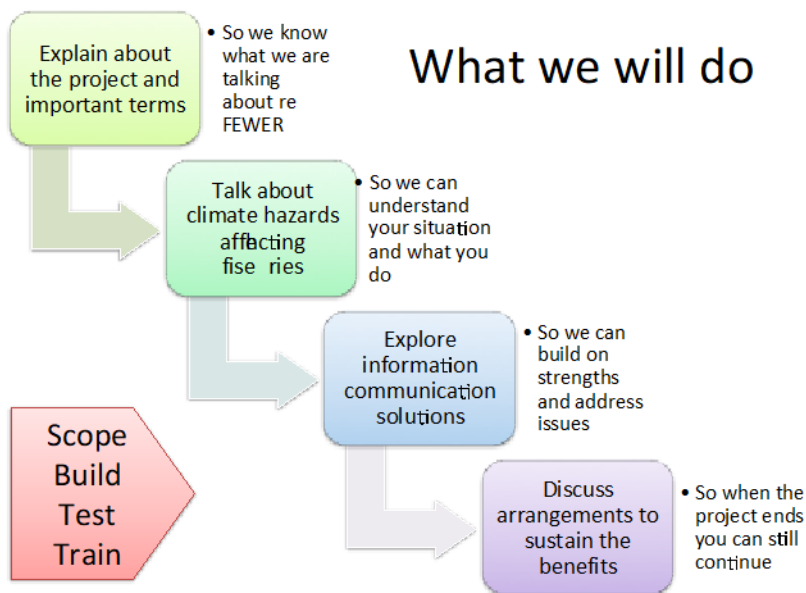 What we will do
Explain about
the project and
important terms
• So we know
what we are
talking
about re
FEWER
Talk about
climate hazards
affecting
fise ries
• So we can
understand
your situation
and what you
do
Explore
information
communication
solutions
• So we can
build on
strengths
and address
issues
Discuss
arrangements to
sustain the
benefits
• So when the
project ends
you can still
continue
Scope
Build
Test
Train